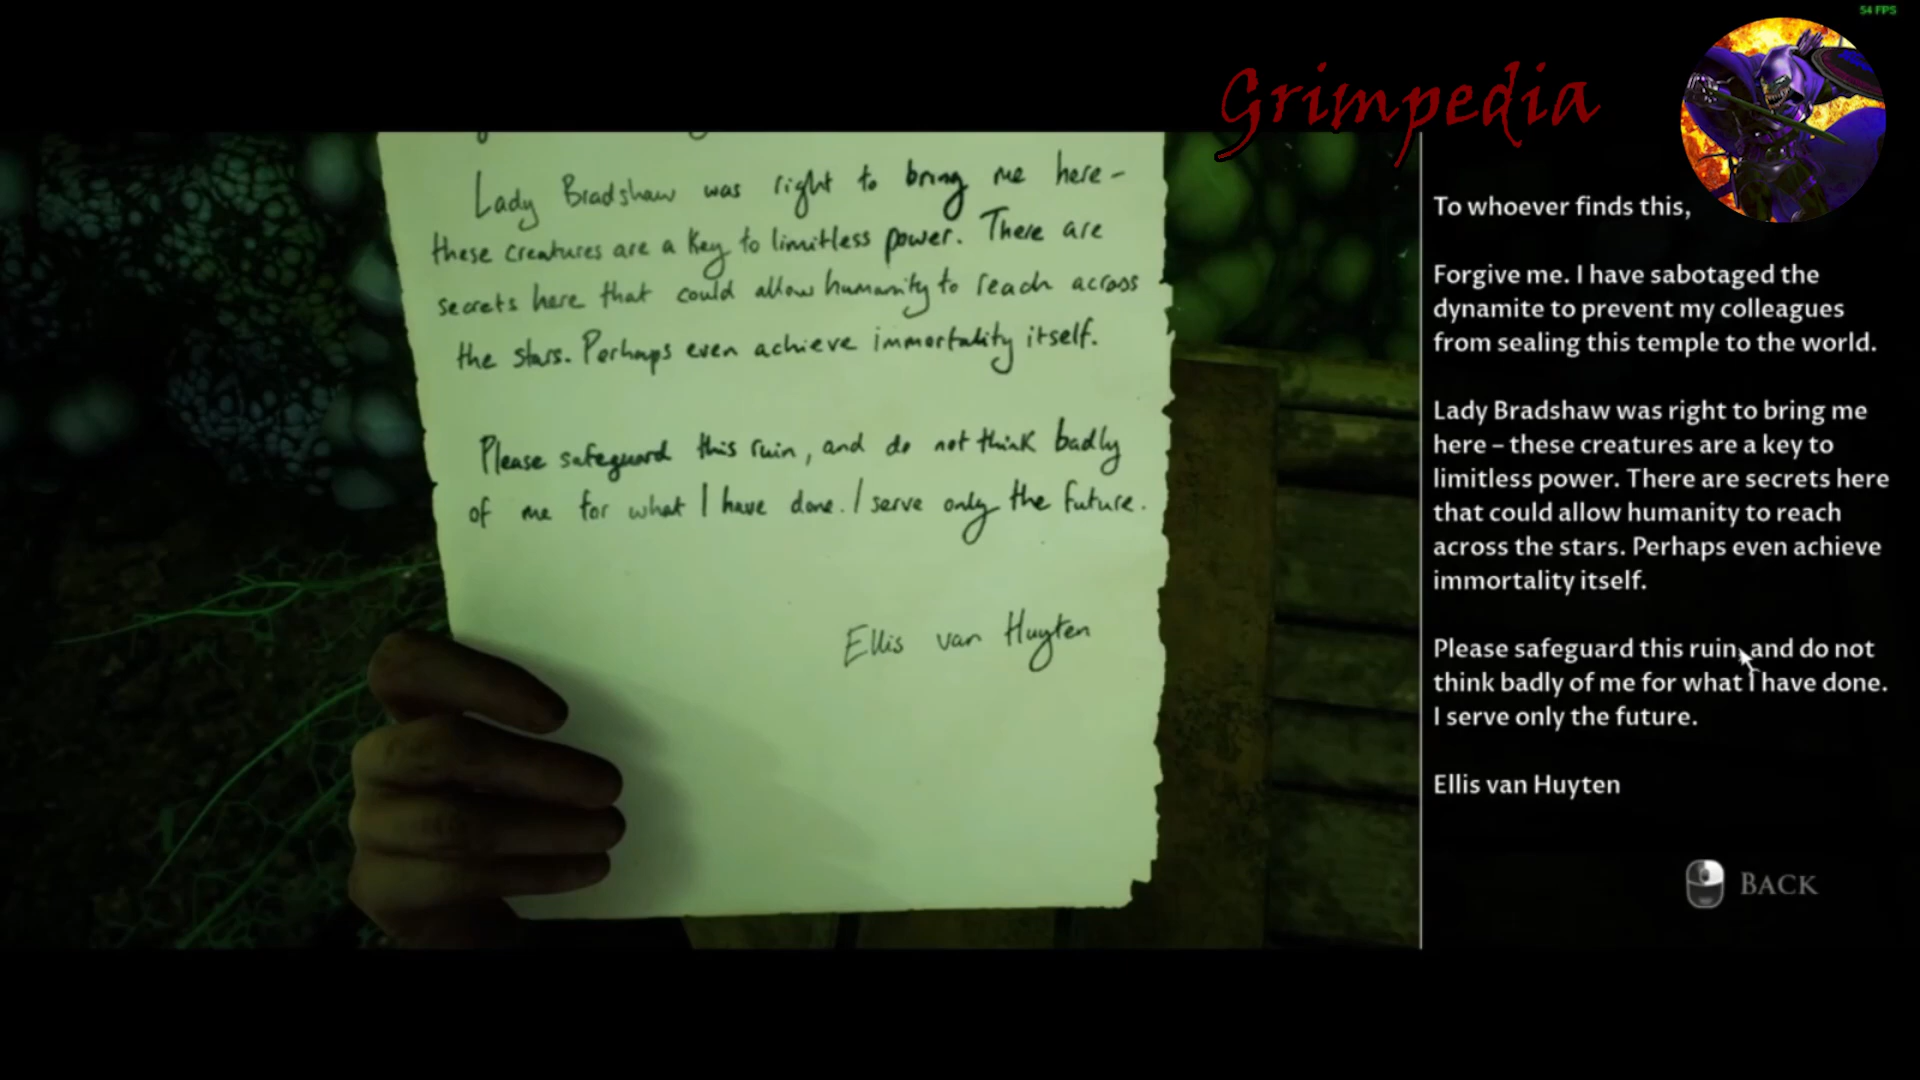 54 FPS
Grimpedia
Lady Bradshaw was right to bring me here -
these creatures are a key to limitless power. There are
secrets here that could allow humanity to reach across
the stars. Perhaps even achieve immortality itself.
Please safeguard this ruin, and do not think badly
of me for what I have done. I serve only the future.
Ellis van Huyten
To whoever finds this,
Forgive me. I have sabotaged the
dynamite to prevent my colleagues
from sealing this temple to the world.
Lady Bradshaw was right to bring me
here – these creatures are a key to
limitless power. There are secrets here
that could allow humanity to reach
across the stars. Perhaps even achieve
immortality itself.
Please safeguard this ruin, and do not
think badly of me for what I have done.
I serve only the future.
Ellis van Huyten
BACK